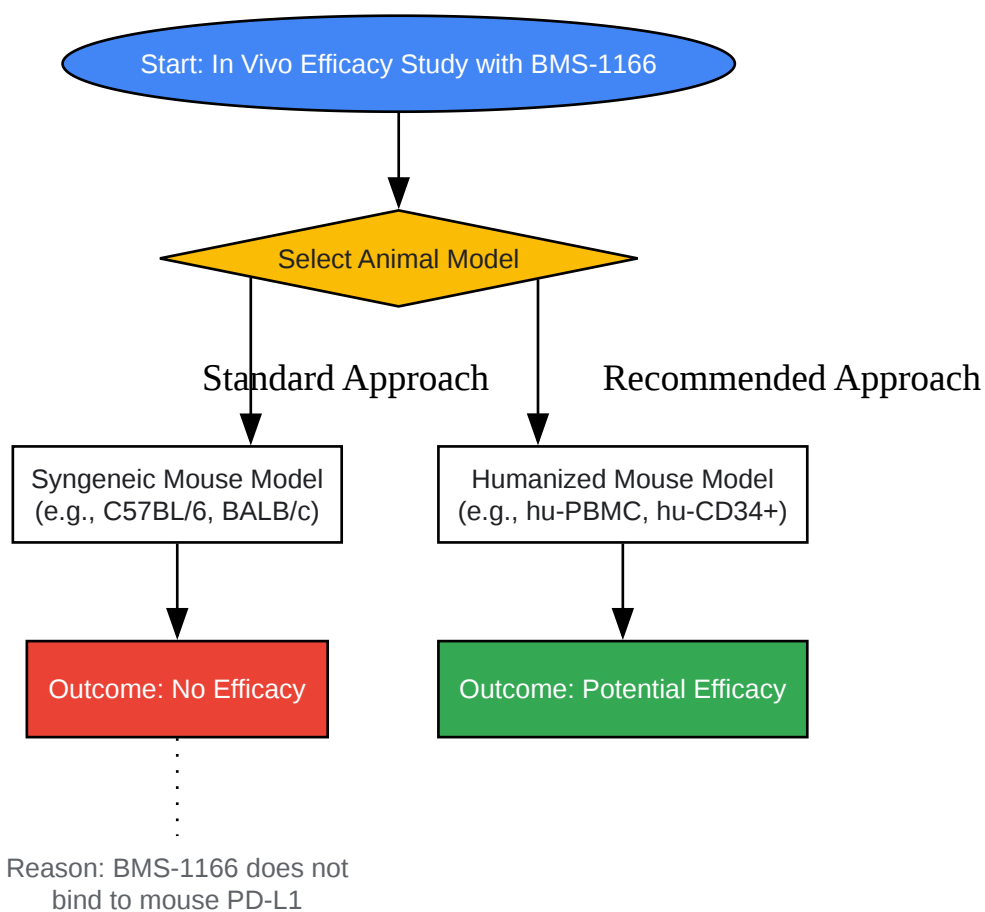 Start: In Vivo Efficacy Study with BMS-1166
Select Animal Model
Standard Approach
Recommended Approach
Syngeneic Mouse Model
(e.g., C57BL/6, BALB/c)
Humanized Mouse Model
(e.g., hu-PBMC, hu-CD34+)
Outcome: No Efficacy
Outcome: Potential Efficacy
Reason: BMS-1166 does not
bind to mouse PD-L1